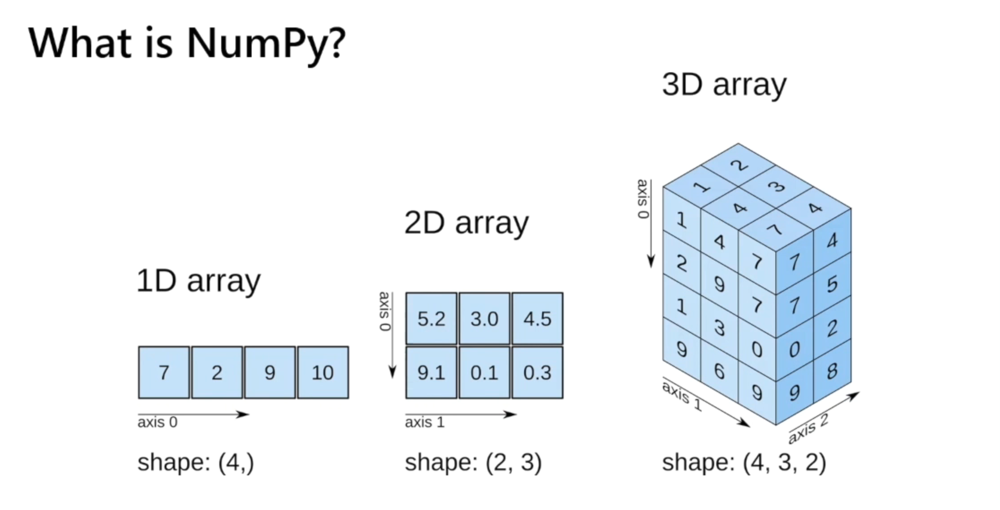 What is NumPy?
1D array
7 2 9 10
axis 0
shape: (4,)
2D array
axis 0
5.2 3.0 4.5
9.1 0.1 0.3
axis 1
shape: (2, 3)
3D array
axis 0
2
1 3
4 4
7
1 4 7 7 4
2 9 7 7 5
1 3 0 0 2
9 6 9 9 8
axis 1
axis 2
shape: (4, 3, 2)